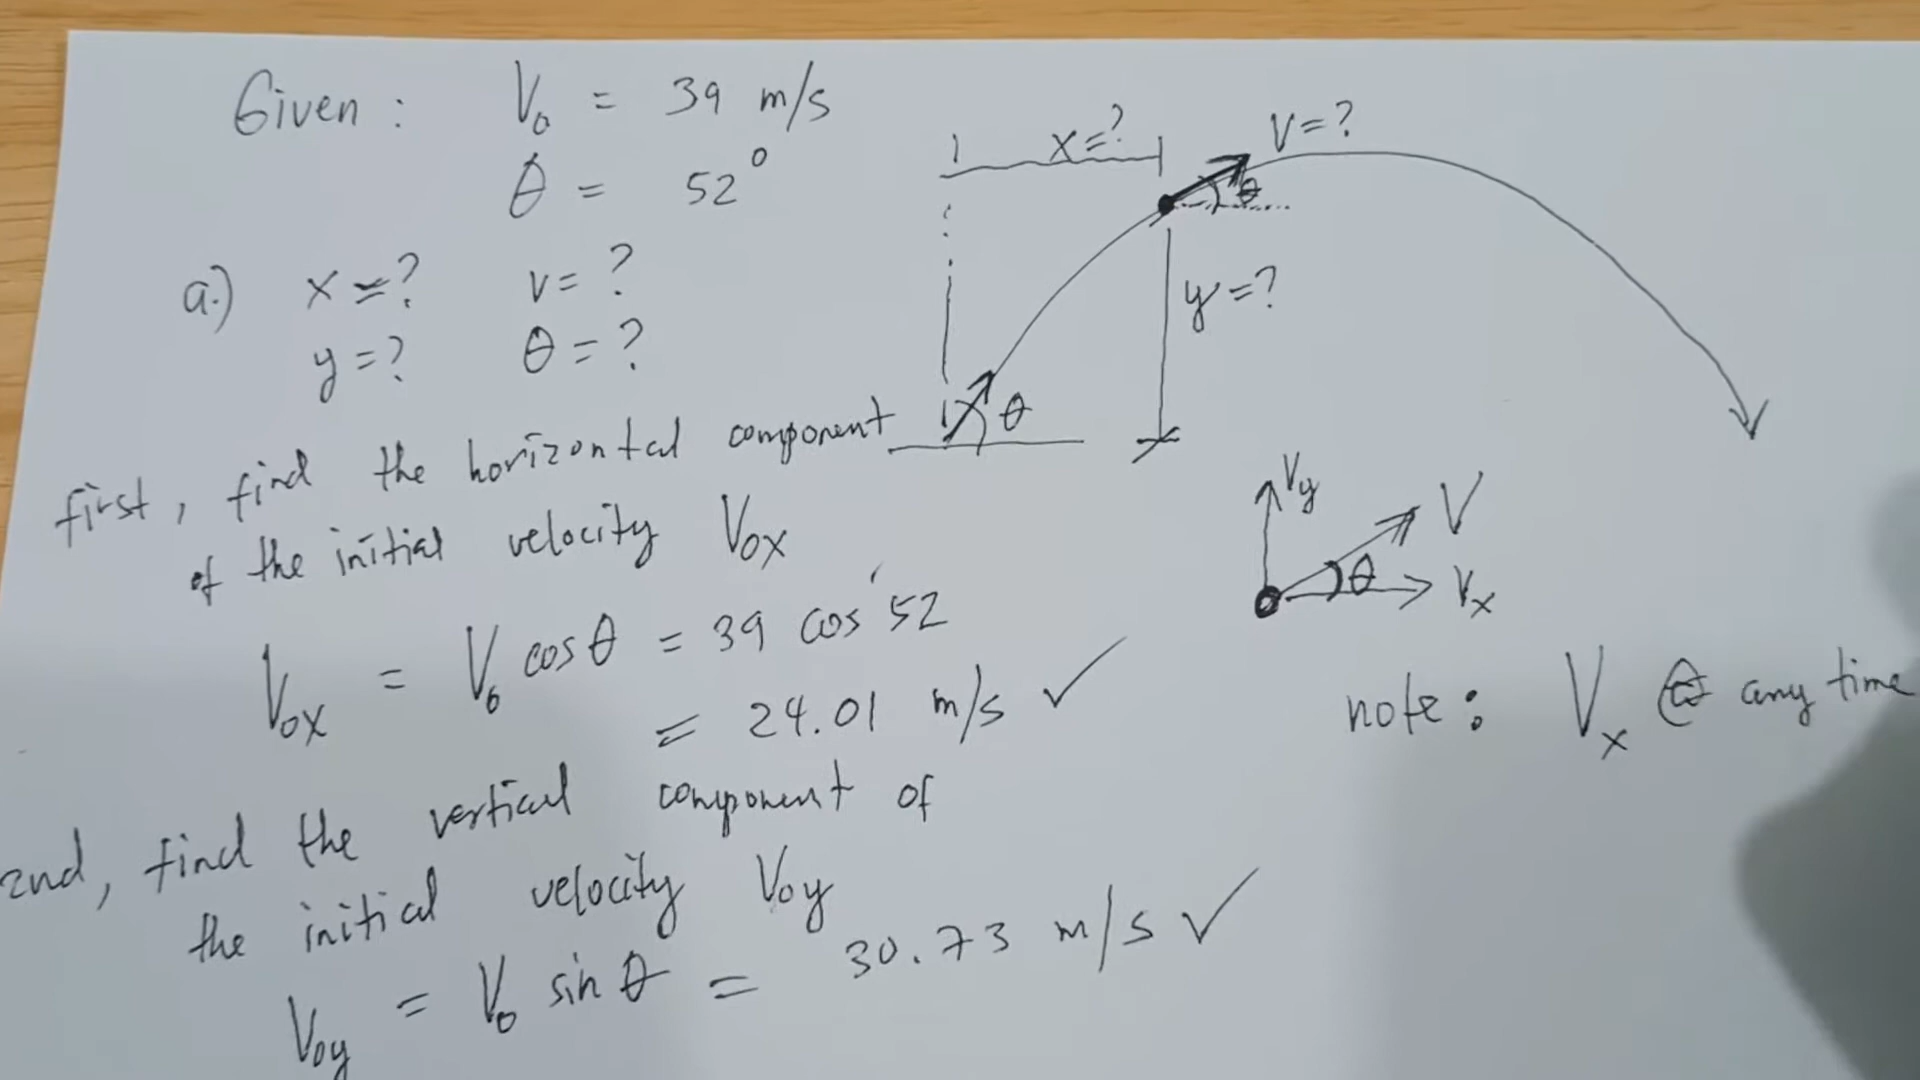 Given : V₀ = 39 m/s
θ = 52°
a.) x = ? v = ?
y = ? θ = ?
x = ?
v = ?
θ
y = ?
θ
first, find the horizontal component
of the initial velocity V₀ₓ
V₀ₓ = V₀ cos θ = 39 cos 52
= 24.01 m/s ✓
2nd, find the vertical component of
the initial velocity Voy
Voy = V₀ sin θ = 30.73 m/s ✓
Vy
V
θ
Vₓ
note : Vₓ @ any time